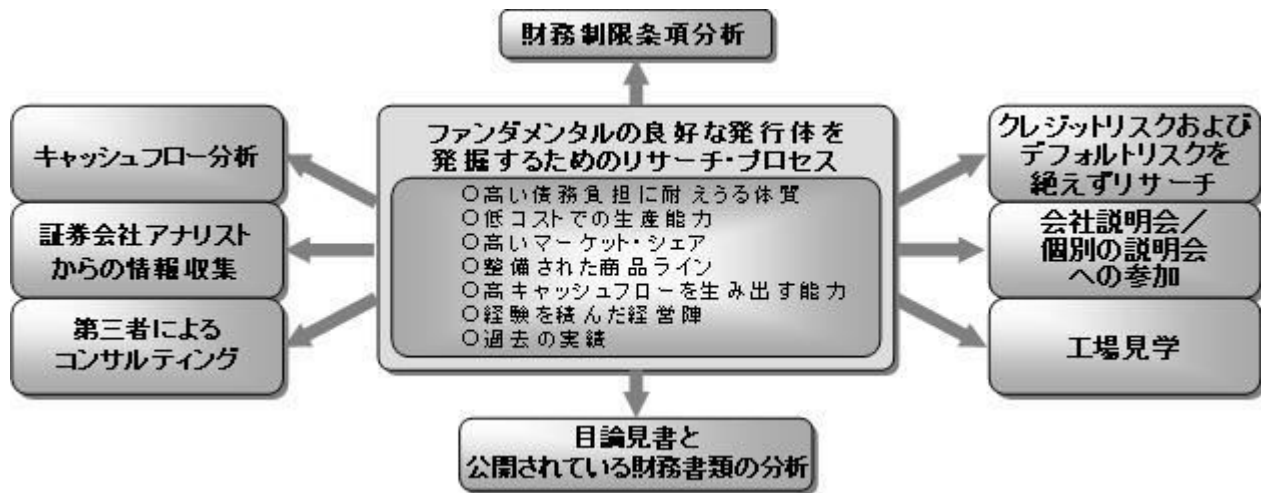 財務制限条項分析
キャッシュフロー分析
証券会社アナリスト
からの情報収集
第三者による
コンサルティング
ファンダメンタルの良好な発行体を
発掘するためのリサーチ・プロセス
○高い債務負担に耐えうる体質
○低コストでの生産能力
○高いマーケット・シェア
○整備された商品ライン
○高キャッシュフローを生み出す能力
○経験を積んだ経営陣
○過去の実績
クレジットリスクおよび
デフォルトリスクを
絶えずリサーチ
会社説明会／
個別の説明会
への参加
工場見学
目論見書と
公開されている財務書類の分析